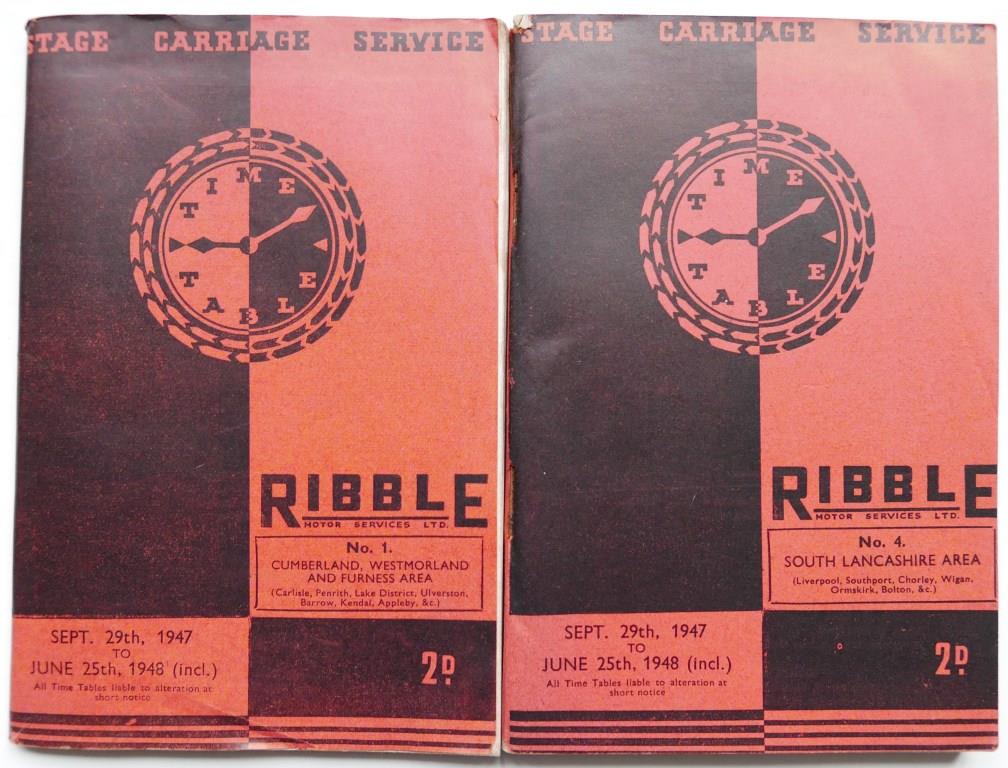 STAGE CARRIAGE SERVICE
TIME
TABLE
RIBBLE
MOTOR SERVICES LTD.
No. 1.
CUMBERLAND, WESTMORLAND
AND FURNESS AREA
(Carlisle, Penrith, Lake District, Ulverston,
Barrow, Kendal, Appleby, &c.)
SEPT. 29th, 1947
TO
JUNE 25th, 1948 (incl.)
All Time Tables liable to alteration at
short notice
2D.
STAGE CARRIAGE SERVICE
TIME
TABLE
RIBBLE
MOTOR SERVICES LTD.
No. 4.
SOUTH LANCASHIRE AREA
(Liverpool, Southport, Chorley, Wigan,
Ormskirk, Bolton, &c.)
SEPT. 29th, 1947
TO
JUNE 25th, 1948 (incl.)
All Time Tables liable to alteration at
short notice
2D.